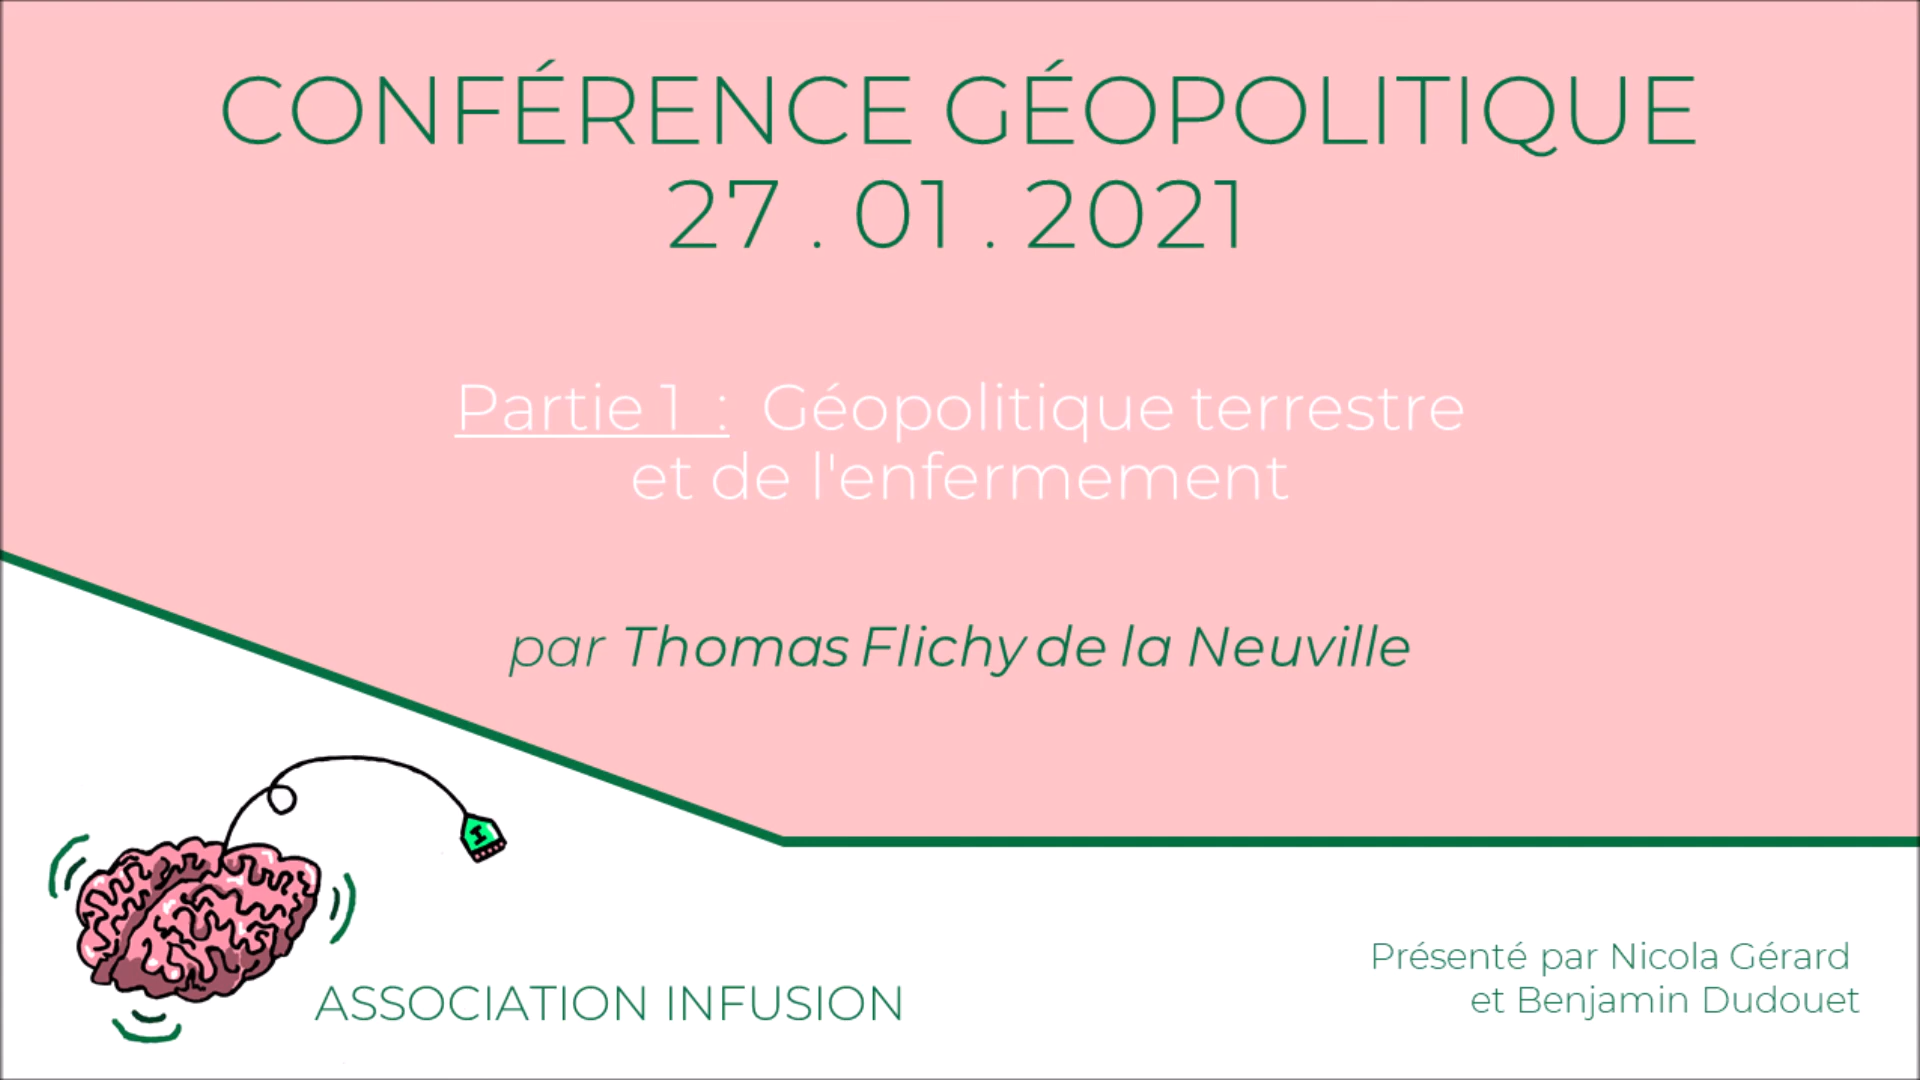 CONFÉRENCE GÉOPOLITIQUE
27 . 01 . 2021
Partie 1 : Géopolitique terrestre
et de l'enfermement
par Thomas Flichy de la Neuville
I
ASSOCIATION INFUSION
Présenté par Nicola Gérard
et Benjamin Dudouet